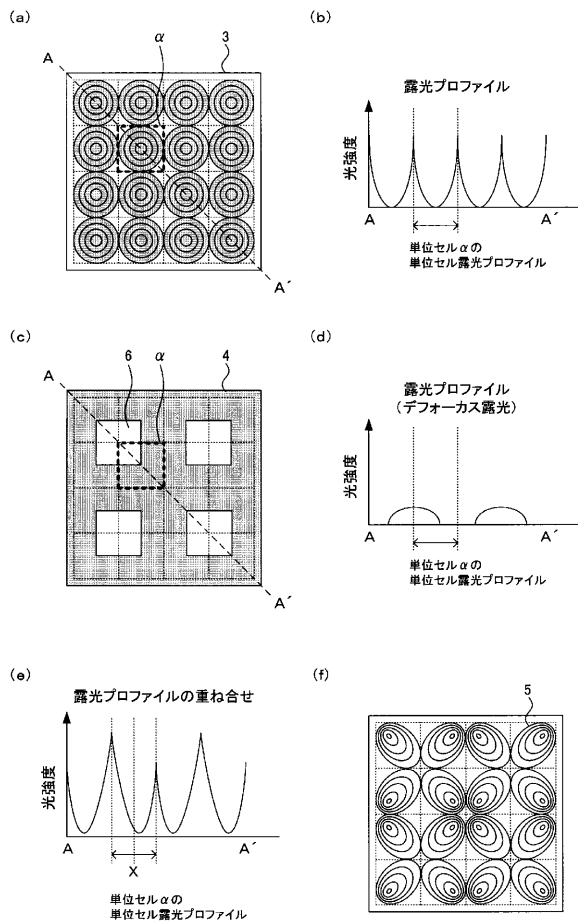 (a)
A
α
3
A´
(b)
露光プロファイル
光強度
A
A´
単位セルαの
単位セル露光プロファイル
(c)
A
6
α
4
A´
(d)
露光プロファイル
(デフォーカス露光)
光強度
A
A´
単位セルαの
単位セル露光プロファイル
(e)
露光プロファイルの重ね合せ
光強度
A
X
A´
単位セルαの
単位セル露光プロファイル
(f)
5